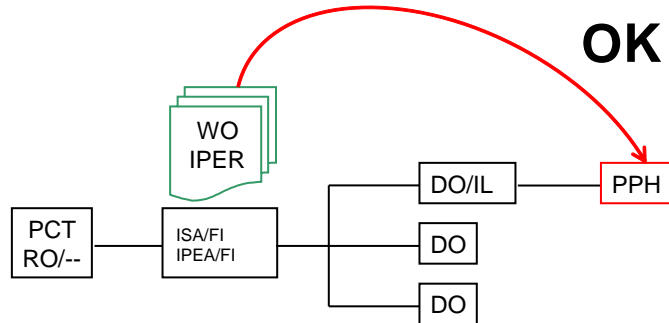 OK
WO
IPER
DO/IL
PPH
PCT
RO/--
ISA/FI
IPEA/FI
DO
DO